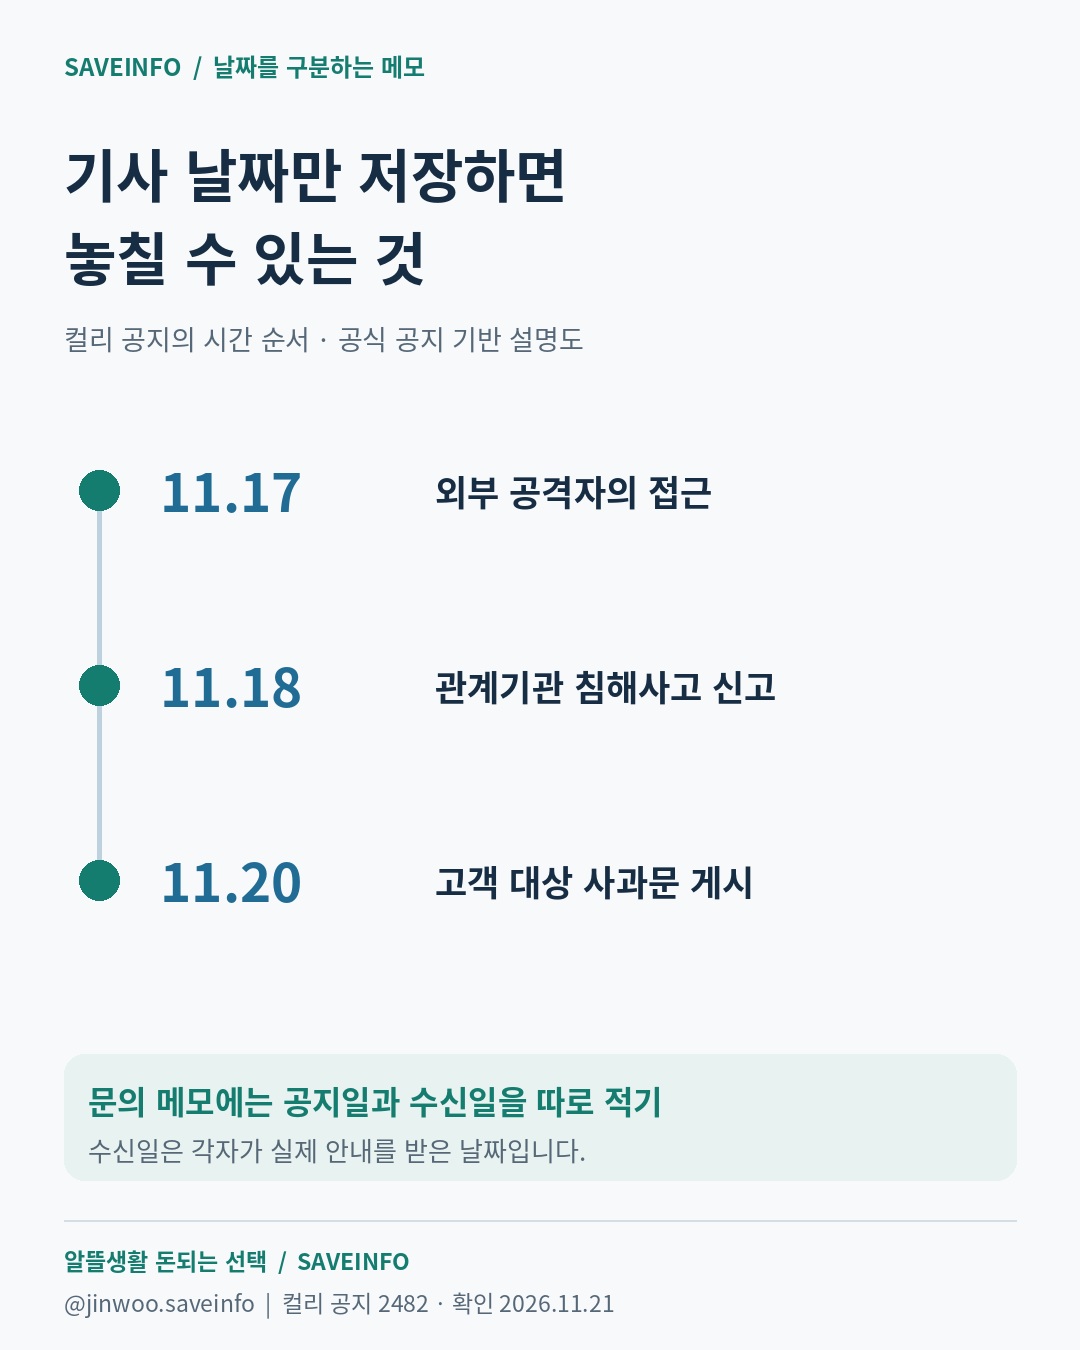 SAVEINFO / 날짜를 구분하는 메모
기사 날짜만 저장하면
놓칠 수 있는 것
컬리 공지의 시간 순서 · 공식 공지 기반 설명도
11.17 외부 공격자의 접근
11.18 관계기관 침해사고 신고
11.20 고객 대상 사과문 게시
문의 메모에는 공지일과 수신일을 따로 적기
수신일은 각자가 실제 안내를 받은 날짜입니다.
알뜰생활 돈되는 선택 / SAVEINFO
@jinwoo.saveinfo | 컬리 공지 2482 · 확인 2026.11.21